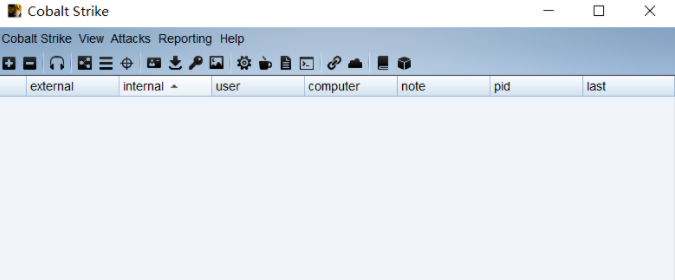 Cobalt Strike
Cobalt Strike View Attacks Reporting Help
external internal user computer note pid last